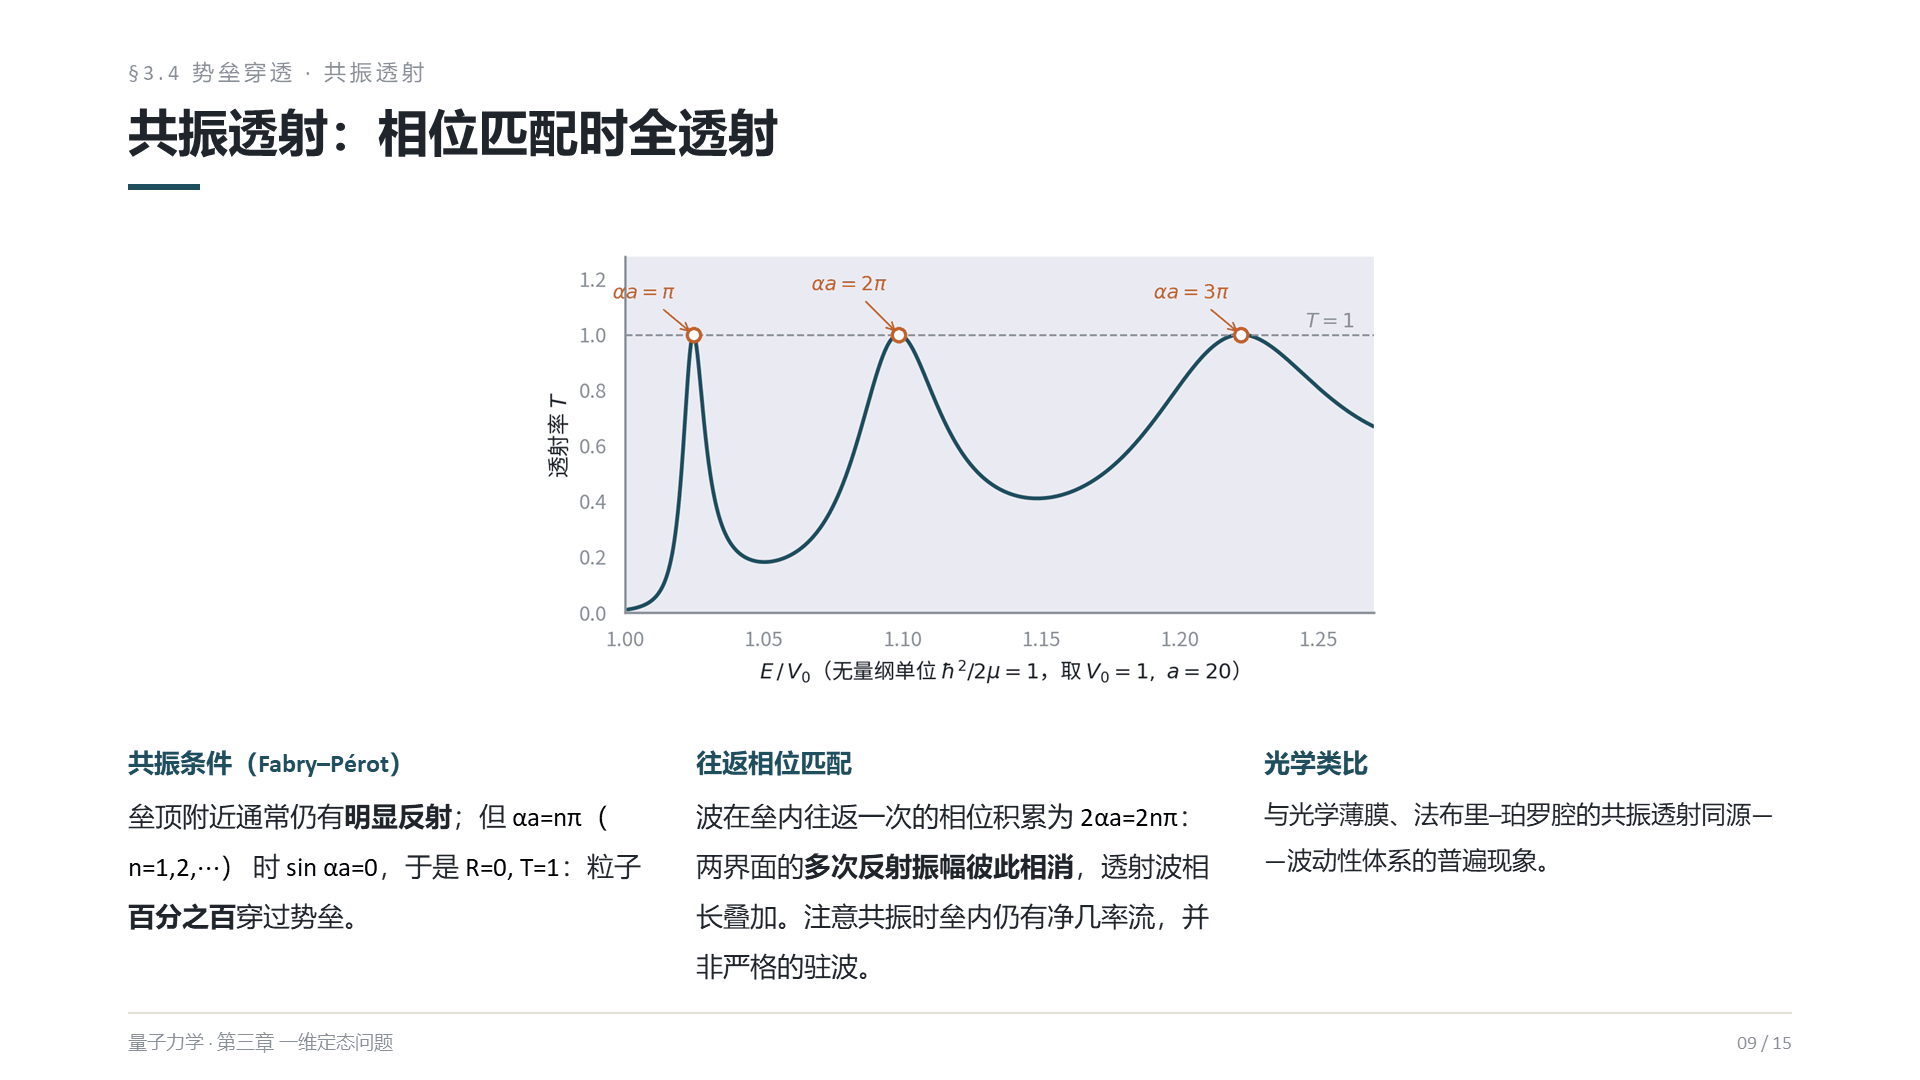 §3.4 势垒穿透 · 共振透射
共振透射：相位匹配时全透射
αa = π
αa = 2π
αa = 3π
T = 1
1.2
1.0
0.8
0.6
0.4
0.2
0.0
透射率 T
1.00 1.05 1.10 1.15 1.20 1.25
E / V₀（无量纲单位 ℏ²/2μ = 1，取 V₀ = 1, a = 20）
共振条件（Fabry–Pérot）
垒顶附近通常仍有明显反射；但 αa=nπ（
n=1,2,⋯） 时 sin αa=0，于是 R=0, T=1：粒子
百分之百穿过势垒。
往返相位匹配
波在垒内往返一次的相位积累为 2αa=2nπ：
两界面的多次反射振幅彼此相消，透射波相
长叠加。注意共振时垒内仍有净几率流，并
非严格的驻波。
光学类比
与光学薄膜、法布里–珀罗腔的共振透射同源—
—波动性体系的普遍现象。
量子力学 · 第三章 一维定态问题
09 / 15